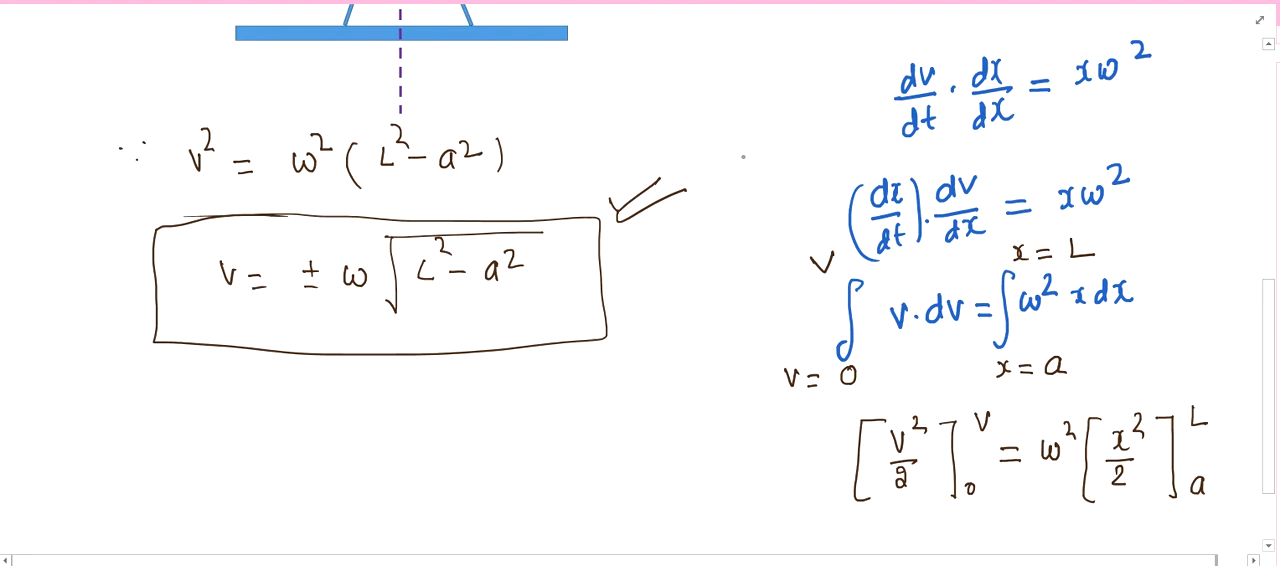 ∵ v² = ω² (L² - a²)
v = ± ω √(L² - a²)
dv/dt · dx/dx = xω²
(dx/dt) · dv/dx = xω²
V x = L
∫ v·dv = ∫ ω² x dx
v = 0 x = a
[v²/2]₀^V = ω² [x²/2]ₐ^L